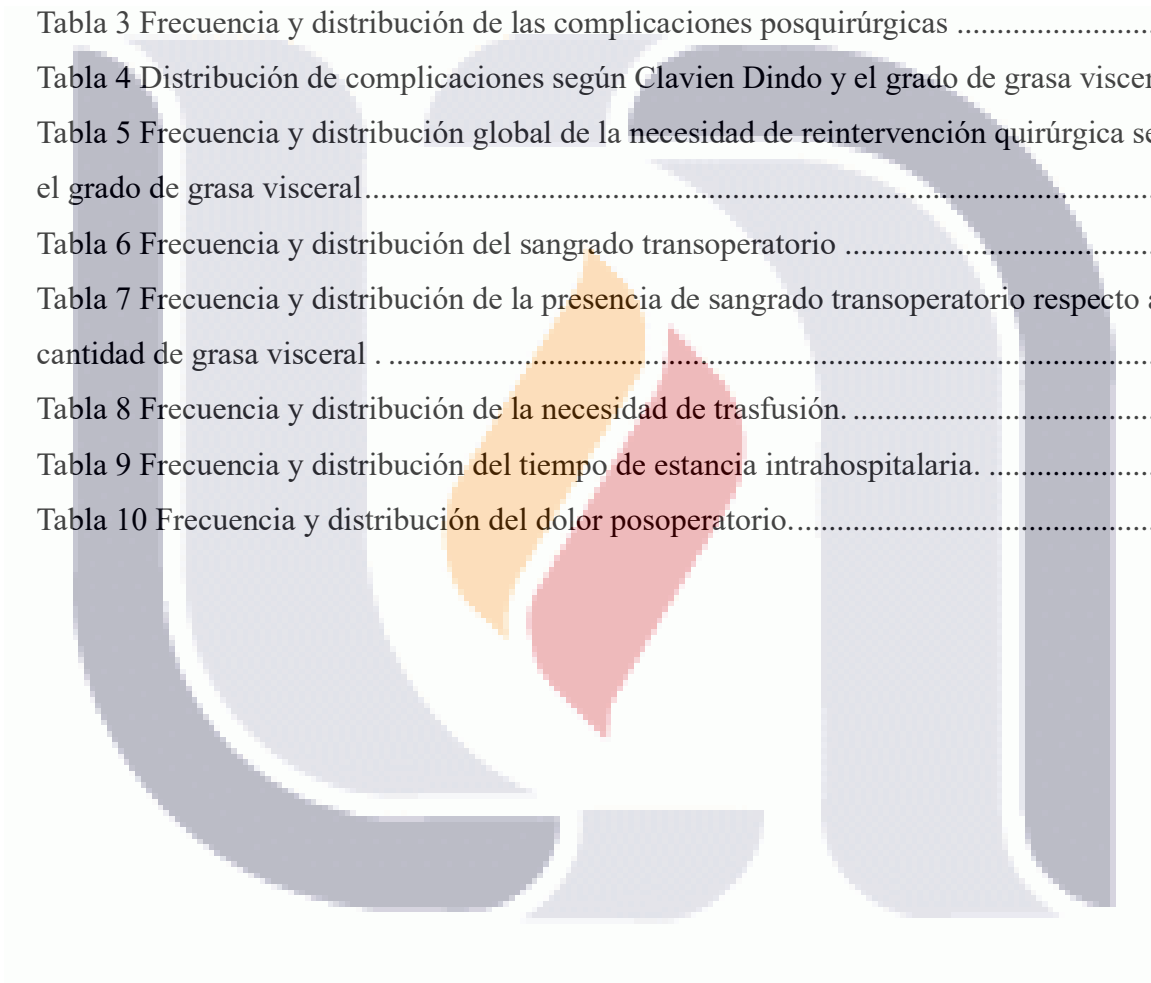 Tabla 3 Frecuencia y distribución de las complicaciones posquirúrgicas ......................
Tabla 4 Distribución de complicaciones según Clavien Dindo y el grado de grasa
Tabla 5 Frecuencia y distribución global de la necesidad de reintervención quirúrgica
el grado de grasa visceral..........................................................................................
Tabla 6 Frecuencia y distribución del sangrado transoperatorio ...................................
Tabla 7 Frecuencia y distribución de la presencia de sangrado transoperatorio respecto
cantidad de grasa visceral . .......................................................................................
Tabla 8 Frecuencia y distribución de la necesidad de trasfusión. ..................................
Tabla 9 Frecuencia y distribución del tiempo de estancia intrahospitalaria. ..................
Tabla 10 Frecuencia y distribución del dolor posoperatorio.........................................